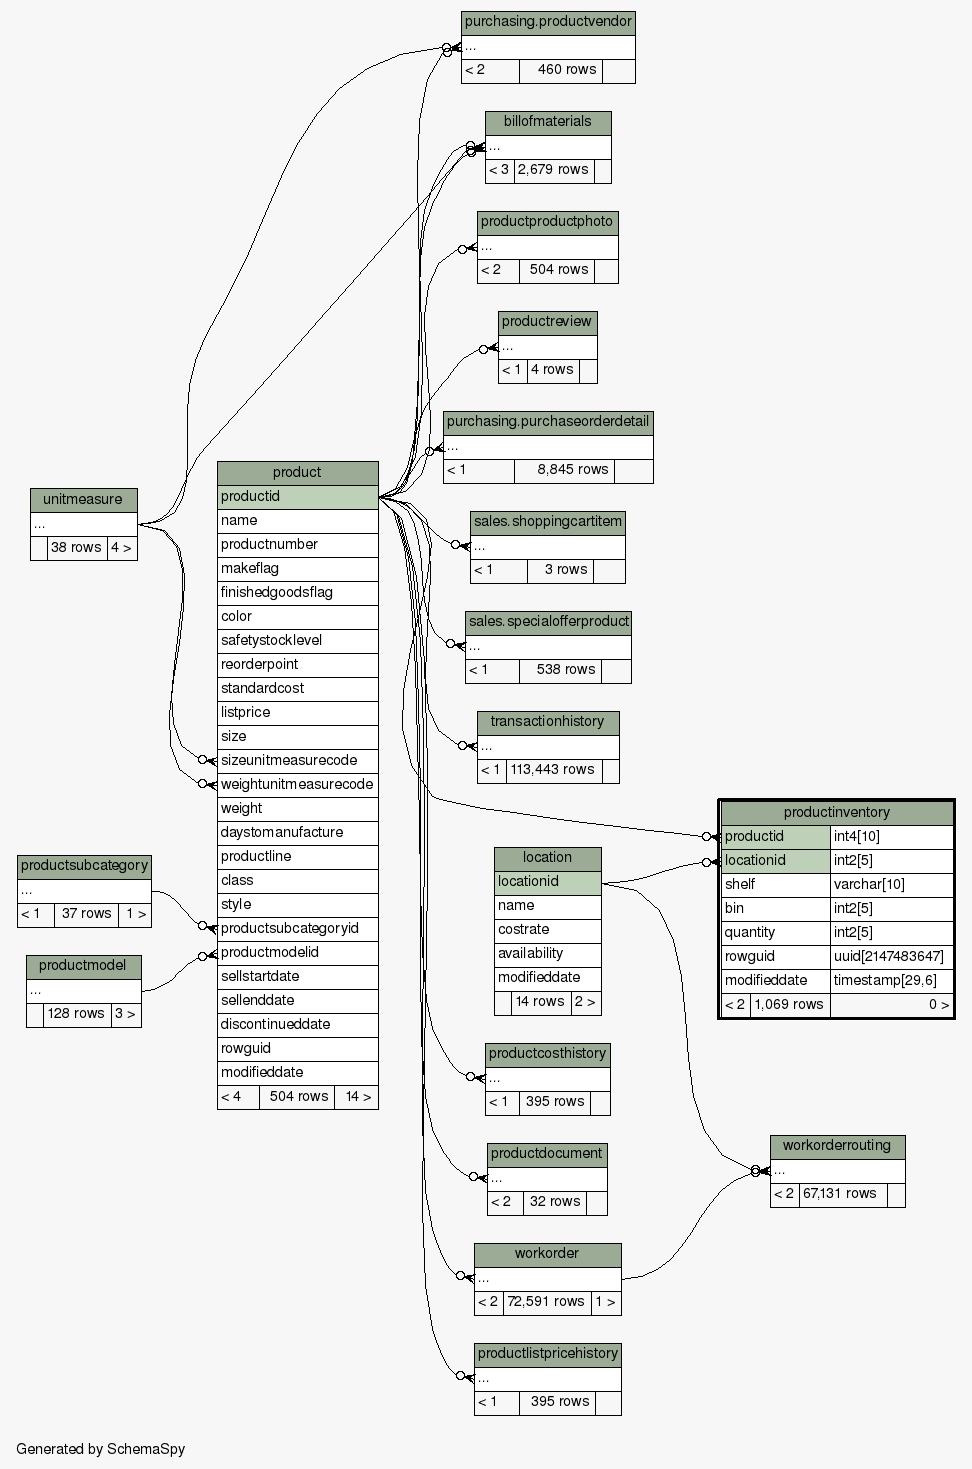 purchasing.productvendor
...
< 2 460 rows
billofmaterials
...
< 3 2,679 rows
productproductphoto
...
< 2 504 rows
productreview
...
< 1 4 rows
purchasing.purchaseorderdetail
...
< 1 8,845 rows
unitmeasure
...
38 rows 4 >
product
productid
name
productnumber
makeflag
finishedgoodsflag
color
safetystocklevel
reorderpoint
standardcost
listprice
size
sizeunitmeasurecode
weightunitmeasurecode
weight
daystomanufacture
productline
class
style
productsubcategoryid
productmodelid
sellstartdate
sellenddate
discontinueddate
rowguid
modifieddate
< 4 504 rows 14 >
sales.shoppingcartitem
...
< 1 3 rows
sales.specialofferproduct
...
< 1 538 rows
transactionhistory
...
< 1 113,443 rows
productinventory
productid int4[10]
locationid int2[5]
shelf varchar[10]
bin int2[5]
quantity int2[5]
rowguid uuid[2147483647]
modifieddate timestamp[29,6]
< 2 1,069 rows 0 >
location
locationid
name
costrate
availability
modifieddate
14 rows 2 >
productsubcategory
...
< 1 37 rows 1 >
productmodel
...
128 rows 3 >
productcosthistory
...
< 1 395 rows
productdocument
...
< 2 32 rows
workorderrouting
...
< 2 67,131 rows
workorder
...
< 2 72,591 rows 1 >
productlistpricehistory
...
< 1 395 rows
Generated by SchemaSpy